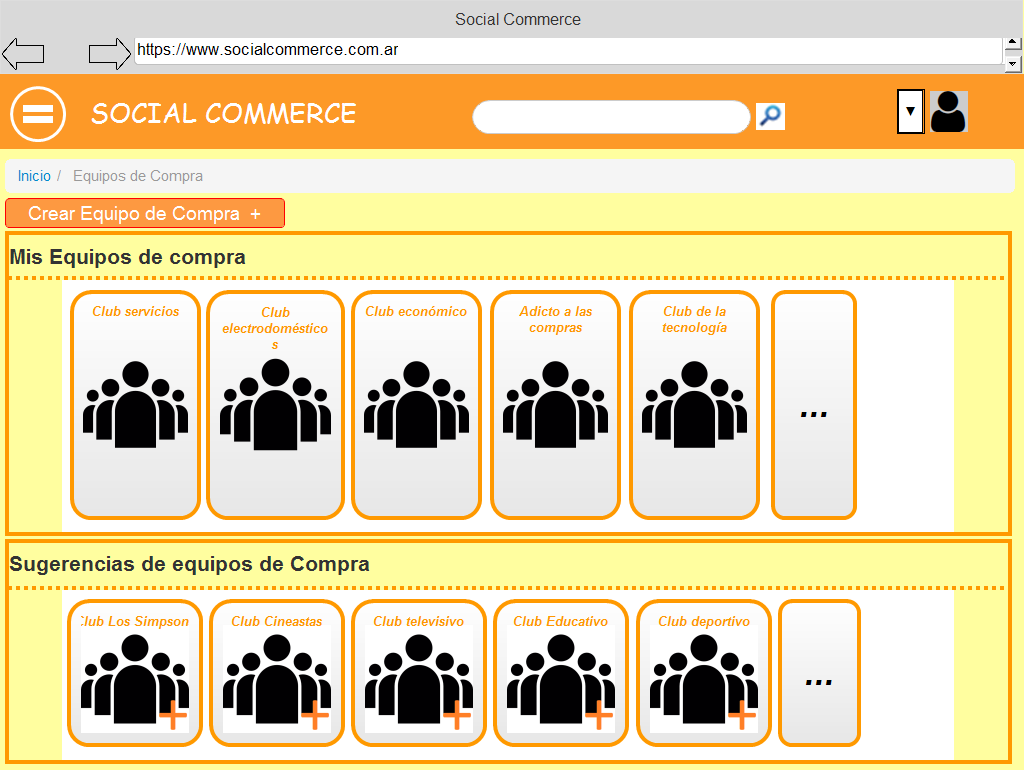 Social Commerce
https://www.socialcommerce.com.ar
SOCIAL COMMERCE
Inicio / Equipos de Compra
Crear Equipo de Compra +
Mis Equipos de compra
Club servicios
Club
electrodoméstico
s
Club económico
Adicto a las
compras
Club de la
tecnología
...
Sugerencias de equipos de Compra
Club Los Simpson
Club Cineastas
Club televisivo
Club Educativo
Club deportivo
...